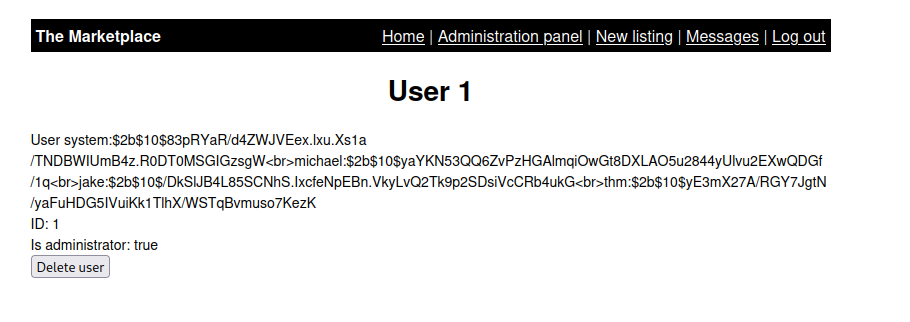 The Marketplace
Home | Administration panel | New listing | Messages | Log out
User 1
User system:$2b$10$83pRYaR/d4ZWJVEex.lxu.Xs1a
/TNDBWIUmB4z.R0DT0MSGIGzsgW<br>michael:$2b$10$yaYKN53QQ6ZvPzHGAlmqiOwGt8DXLAO5u2844yUlvu2EXwQDGf
/1q<br>jake:$2b$10$/DkSlJB4L85SCNhS.IxcfeNpEBn.VkyLvQ2Tk9p2SDsiVcCRb4ukG<br>thm:$2b$10$yE3mX27A/RGY7JgtN
/yaFuHDG5IVuiKk1TlhX/WSTqBvmuso7KezK
ID: 1
Is administrator: true
Delete user